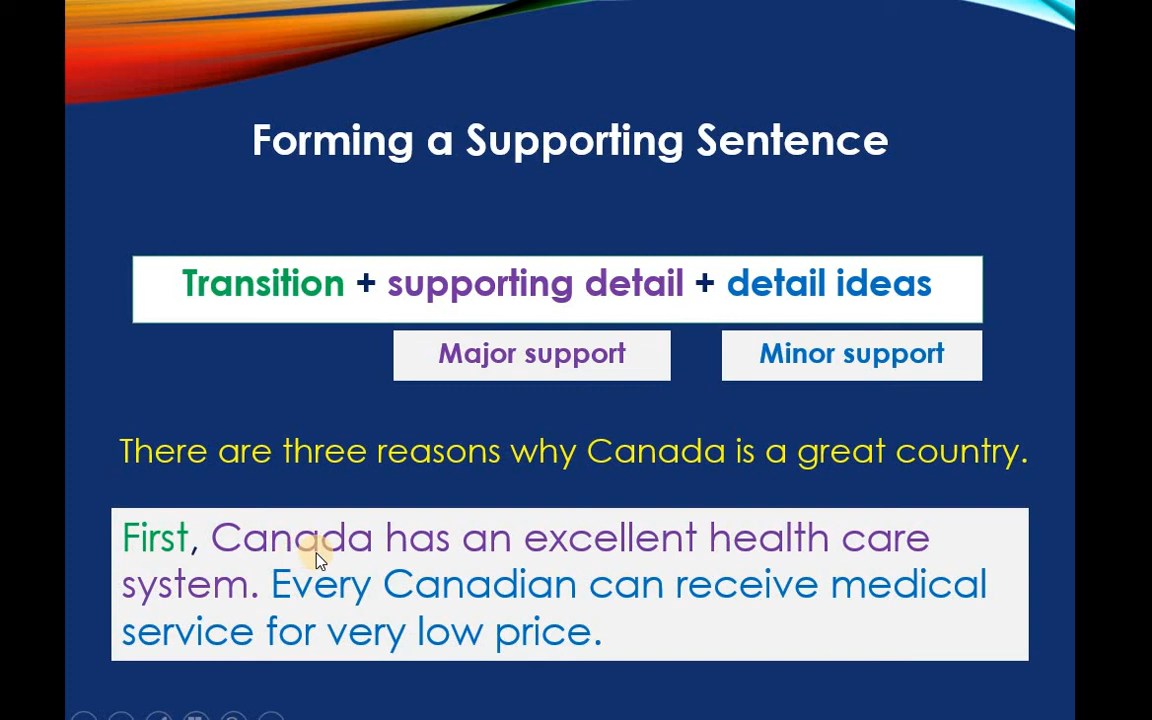 Forming a Supporting Sentence
Transition + supporting detail + detail ideas
Major support
Minor support
There are three reasons why Canada is a great country.
First, Canada has an excellent health care
system. Every Canadian can receive medical
service for very low price.